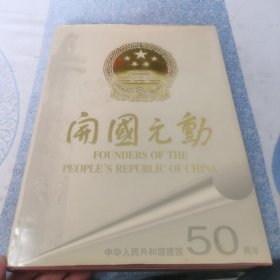 開國元勳
FOUNDERS OF THE
PEOPLE'S REPUBLIC OF CHINA
中华人民共和国建国50周年